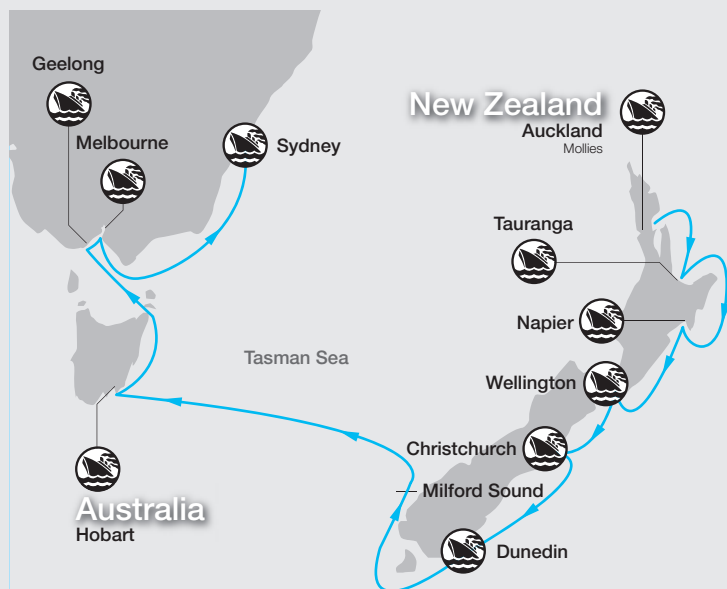 Geelong
Melbourne
Sydney
New Zealand
Auckland
Mollies
Tauranga
Napier
Tasman Sea
Wellington
Christchurch
Milford Sound
Australia
Hobart
Dunedin